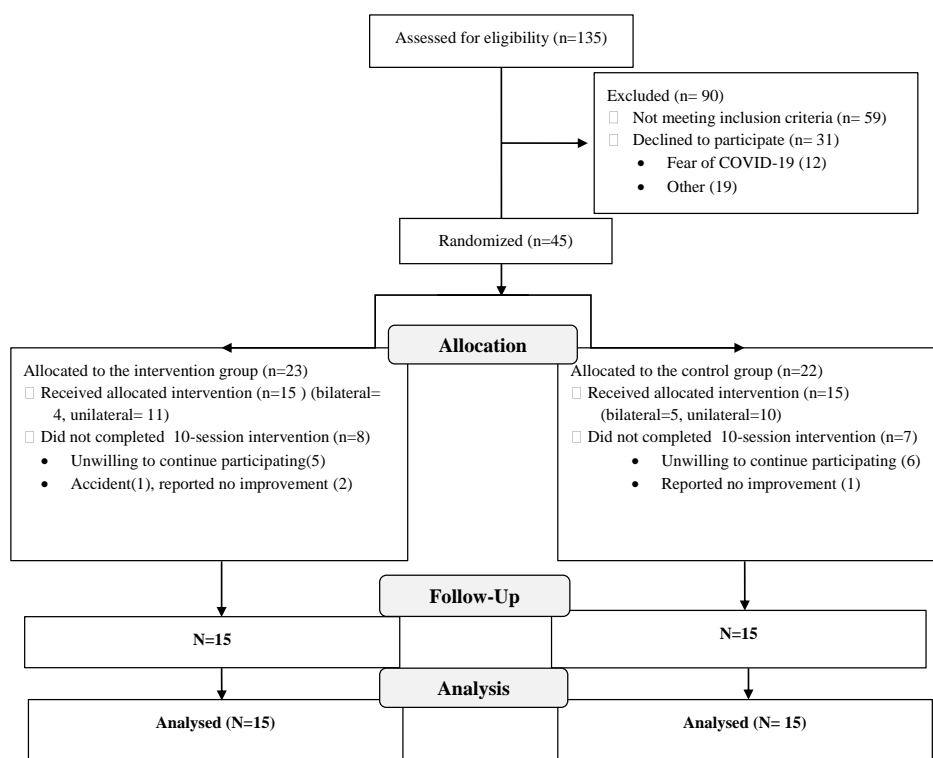 Assessed for eligibility (n=135)
Excluded (n= 90)
Not meeting inclusion criteria (n= 59)
Declined to participate (n= 31)
• Fear of COVID-19 (12)
• Other (19)
Randomized (n=45)
Allocation
Allocated to the intervention group (n=23)
Received allocated intervention (n=15 ) (bilateral=
4, unilateral= 11)
Did not completed 10-session intervention (n=8)
• Unwilling to continue participating(5)
• Accident(1), reported no improvement (2)
Allocated to the control group (n=22)
Received allocated intervention (n=15)
(bilateral=5, unilateral=10)
Did not completed 10-session intervention (n=7)
• Unwilling to continue participating (6)
• Reported no improvement (1)
Follow-Up
N=15
N=15
Analysis
Analysed (N=15)
Analysed (N= 15)